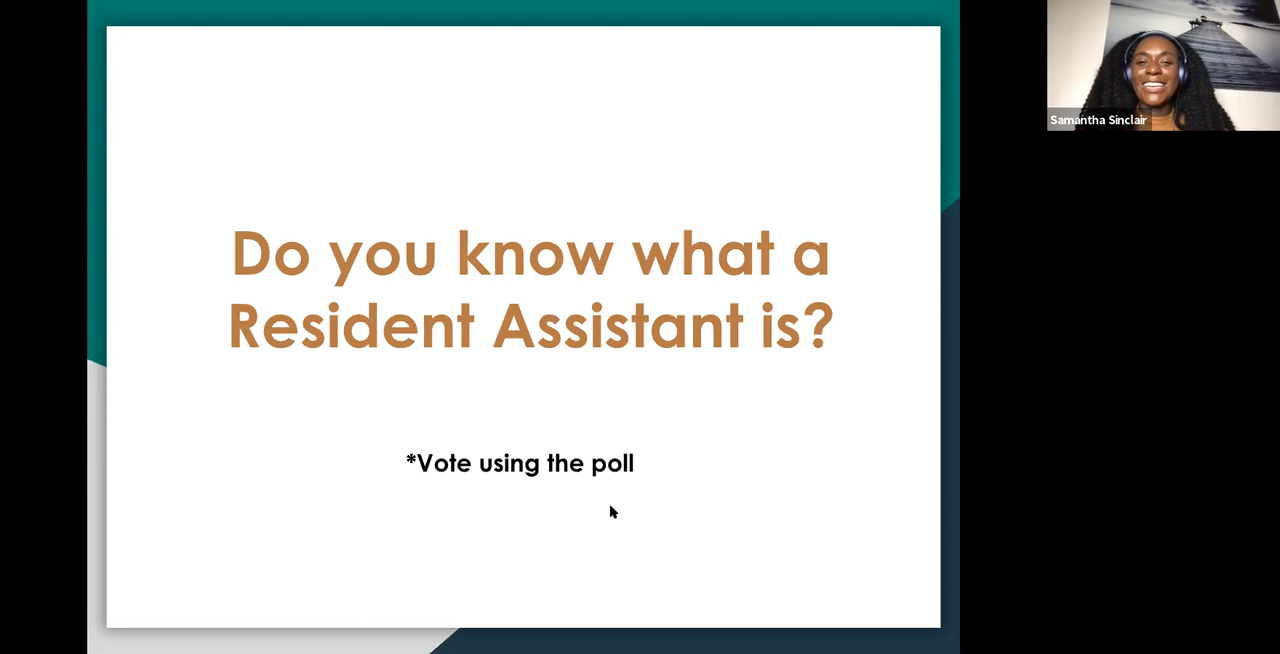 Do you know what a
Resident Assistant is?
*Vote using the poll
Samantha Sinclair